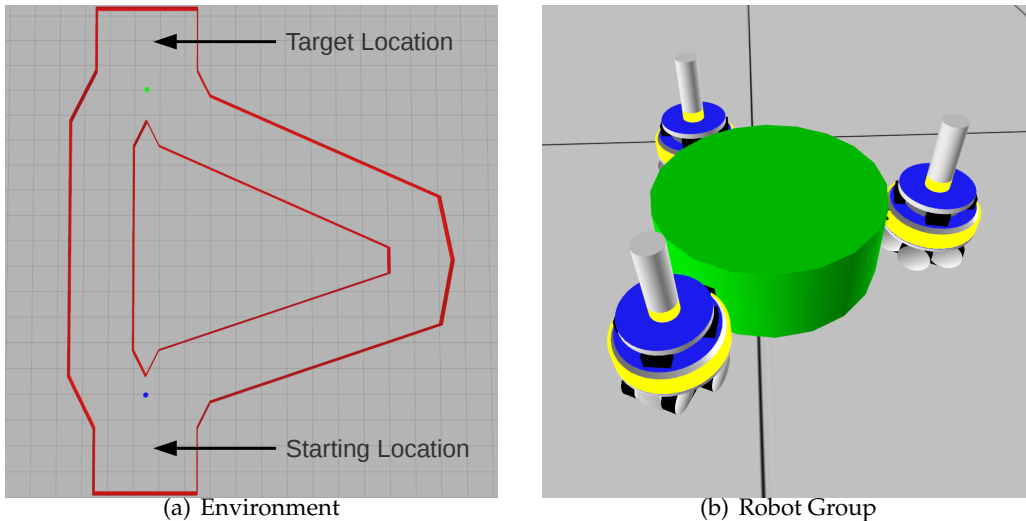 Target Location
Starting Location
(a) Environment
(b) Robot Group